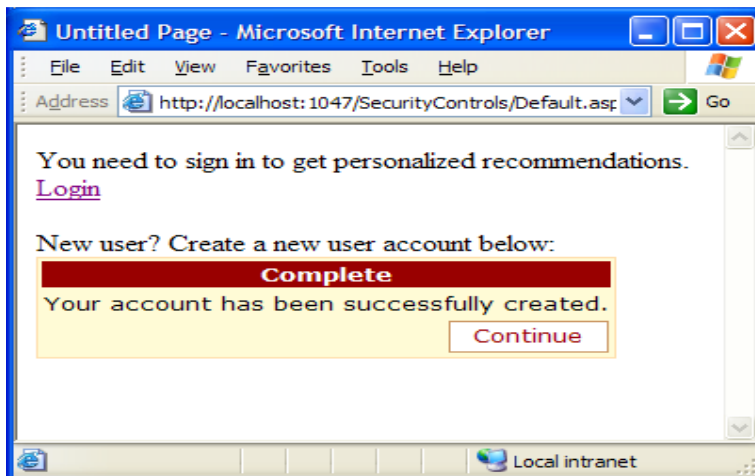 Untitled Page - Microsoft Internet Explorer
File Edit View Favorites Tools Help
Address http://localhost:1047/SecurityControls/Default.asp Go
You need to sign in to get personalized recommendations.
Login
New user? Create a new user account below:
Complete
Your account has been successfully created.
Continue
Local intranet